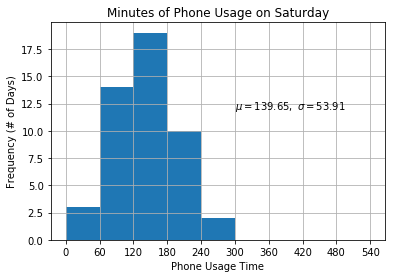 Minutes of Phone Usage on Saturday
Frequency (# of Days)
17.5
15.0
12.5
10.0
7.5
5.0
2.5
0.0
μ = 139.65, σ = 53.91
0 60 120 180 240 300 360 420 480 540
Phone Usage Time